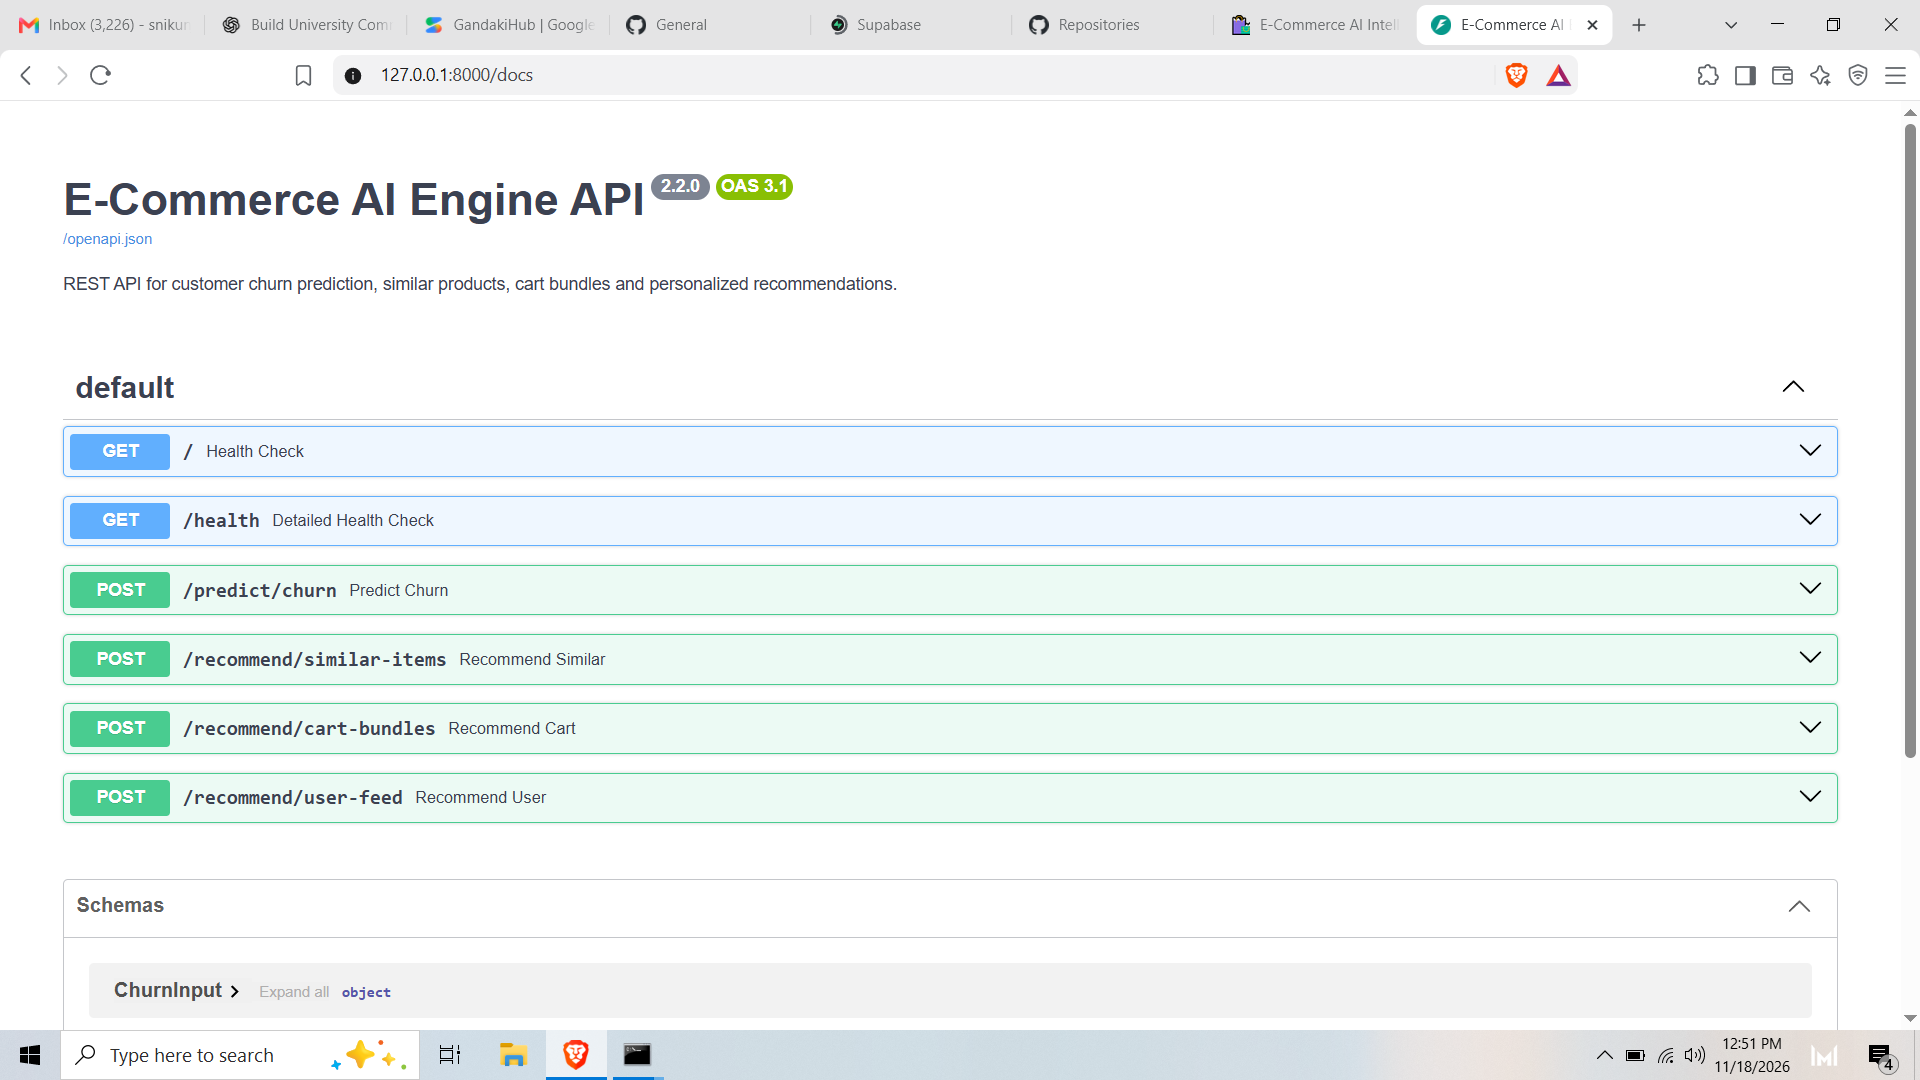 Inbox (3,226) - sniku
Build University Com
GandakiHub | Google
General
Supabase
Repositories
E-Commerce AI Intel
E-Commerce AI
127.0.0.1:8000/docs
E-Commerce AI Engine API 2.2.0 OAS 3.1
/openapi.json
REST API for customer churn prediction, similar products, cart bundles and personalized recommendations.
default
GET / Health Check
GET /health Detailed Health Check
POST /predict/churn Predict Churn
POST /recommend/similar-items Recommend Similar
POST /recommend/cart-bundles Recommend Cart
POST /recommend/user-feed Recommend User
Schemas
ChurnInput Expand all object
Type here to search
12:51 PM
11/18/2026
4